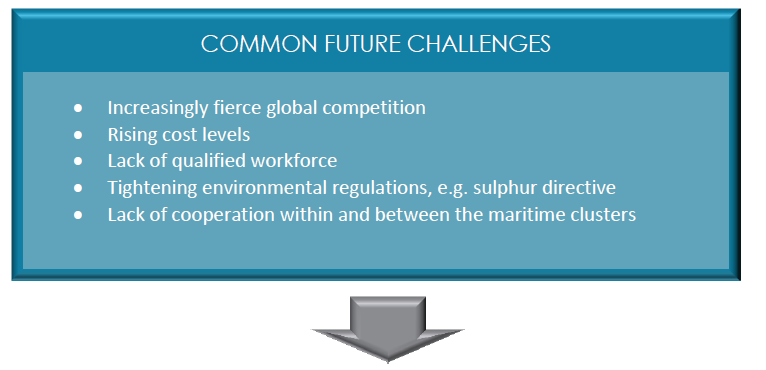 COMMON FUTURE CHALLENGES
• Increasingly fierce global competition
• Rising cost levels
• Lack of qualified workforce
• Tightening environmental regulations, e.g. sulphur directive
• Lack of cooperation within and between the maritime clusters